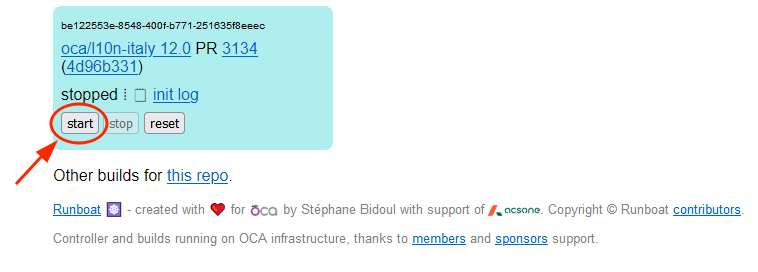 be122553e-8548-400f-b771-251635f8eeec
oca/l10n-italy 12.0 PR 3134
(4d96b331)
stopped ⁝ 🗒 init log
start stop reset
Other builds for this repo.
Runboat - created with ❤ for oca by Stéphane Bidoul with support of acsone. Copyright © Runboat contributors.
Controller and builds running on OCA infrastructure, thanks to members and sponsors support.